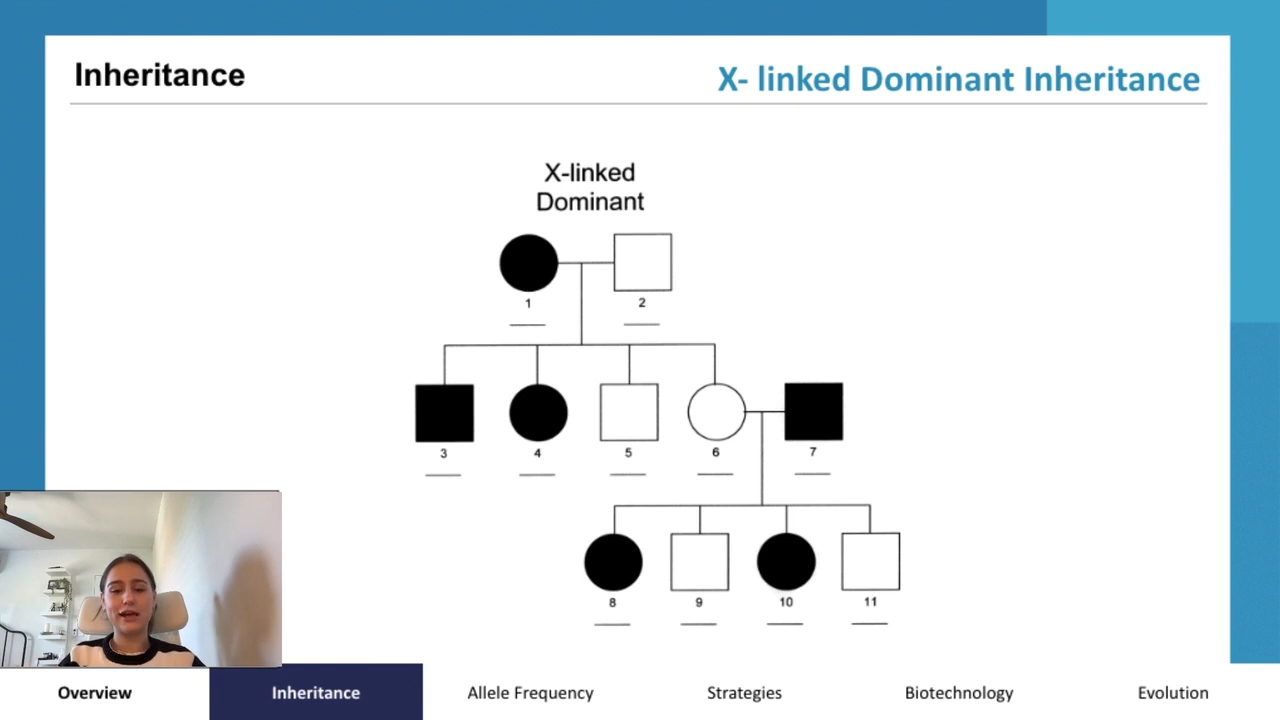 Inheritance
X- linked Dominant Inheritance
X-linked
Dominant
1 2
3 4 5 6 7
8 9 10 11
Overview Inheritance Allele Frequency Strategies Biotechnology Evolution